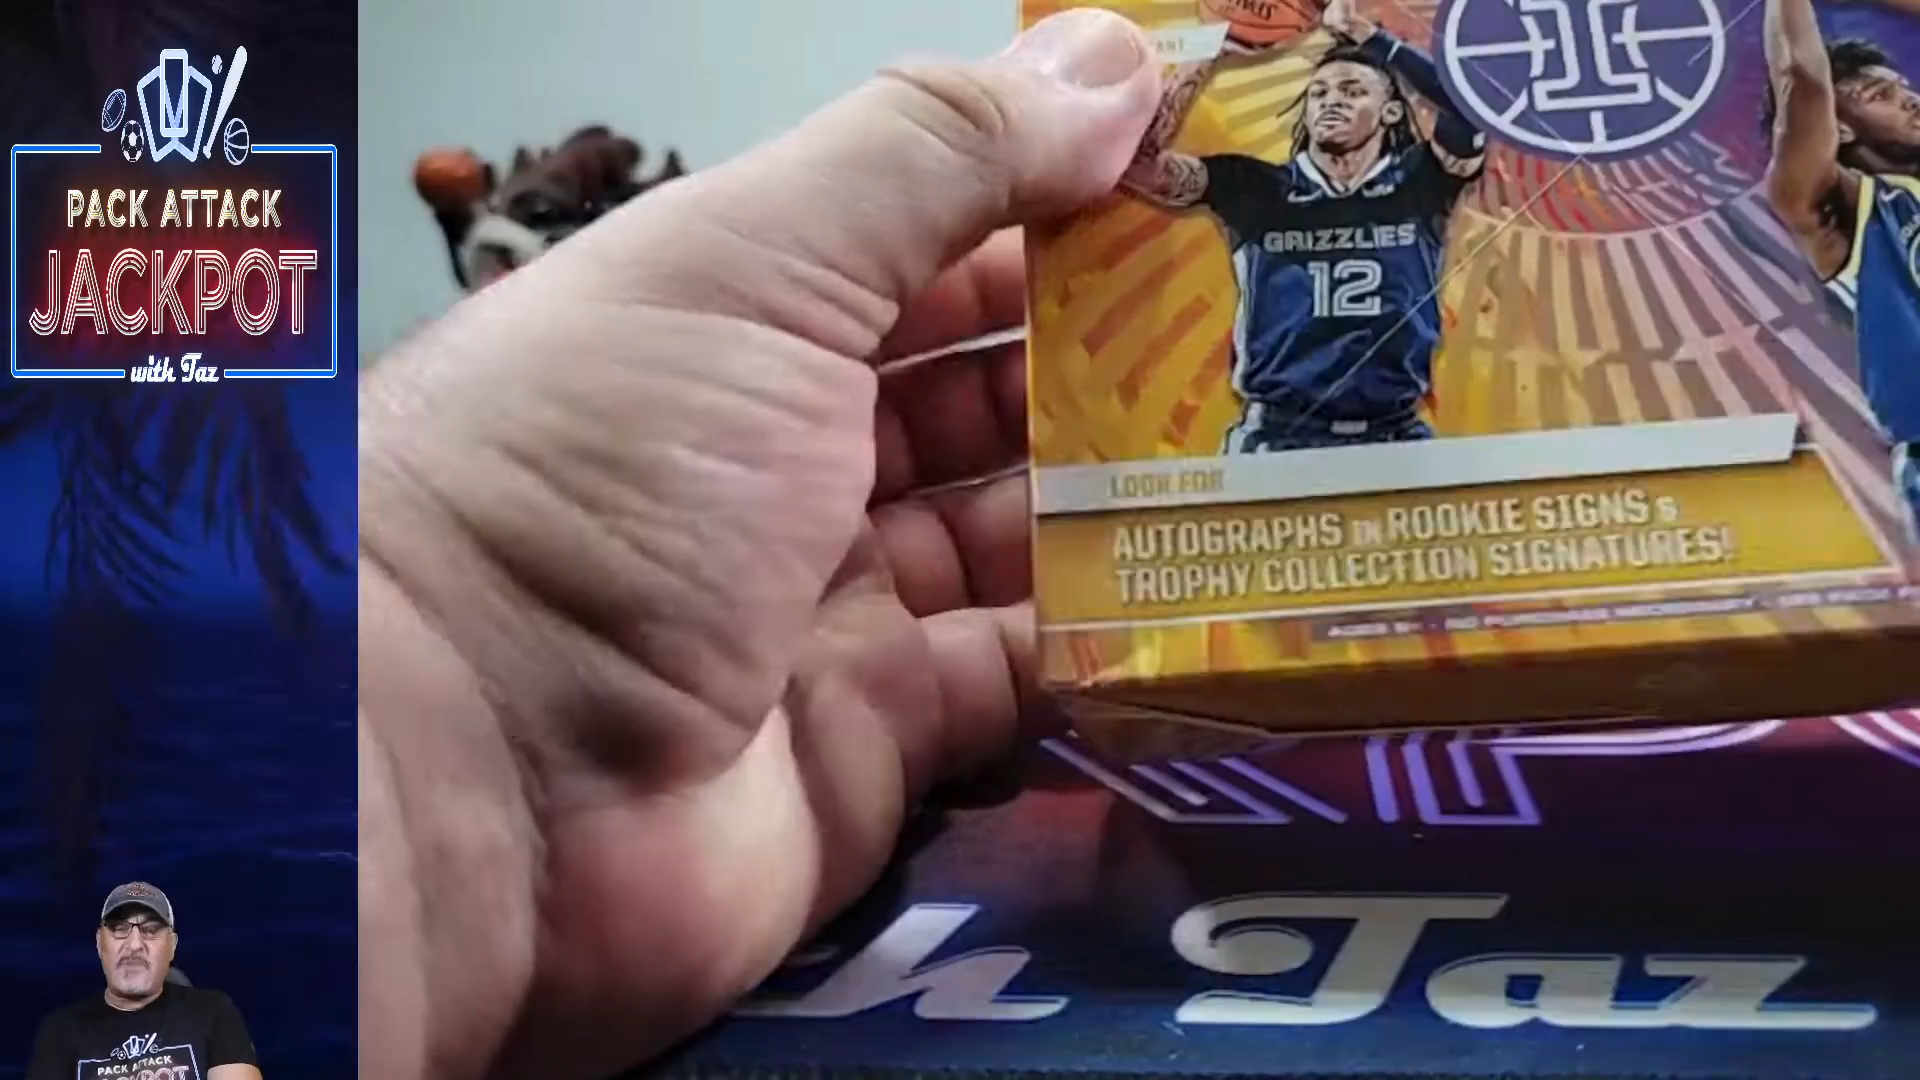 PACK ATTACK
JACKPOT
with Taz
GRIZZLIES
12
LOOK FOR
AUTOGRAPHS IN ROOKIE SIGNS &
TROPHY COLLECTION SIGNATURES!
Taz
PACK ATTACK
JACKPOT